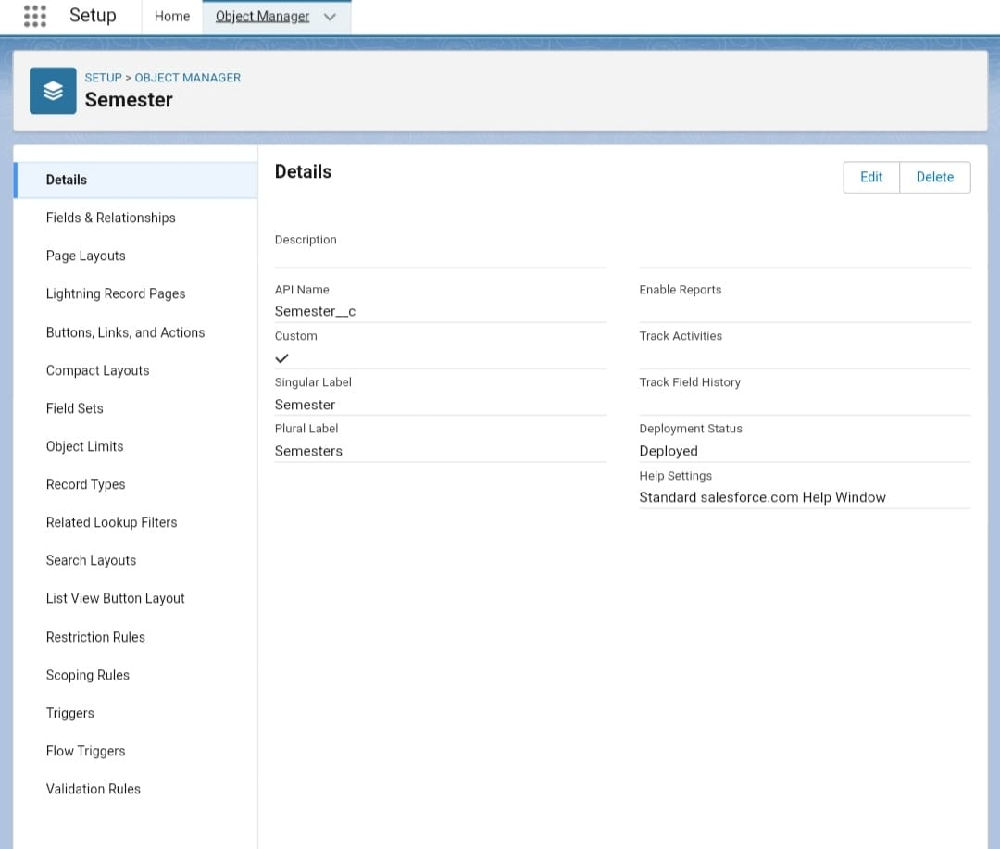 Setup
Home
Object Manager
SETUP > OBJECT MANAGER
Semester
Details
Fields & Relationships
Page Layouts
Lightning Record Pages
Buttons, Links, and Actions
Compact Layouts
Field Sets
Object Limits
Record Types
Related Lookup Filters
Search Layouts
List View Button Layout
Restriction Rules
Scoping Rules
Triggers
Flow Triggers
Validation Rules
Details
Edit
Delete
Description
API Name
Semester__c
Custom
Singular Label
Semester
Plural Label
Semesters
Enable Reports
Track Activities
Track Field History
Deployment Status
Deployed
Help Settings
Standard salesforce.com Help Window